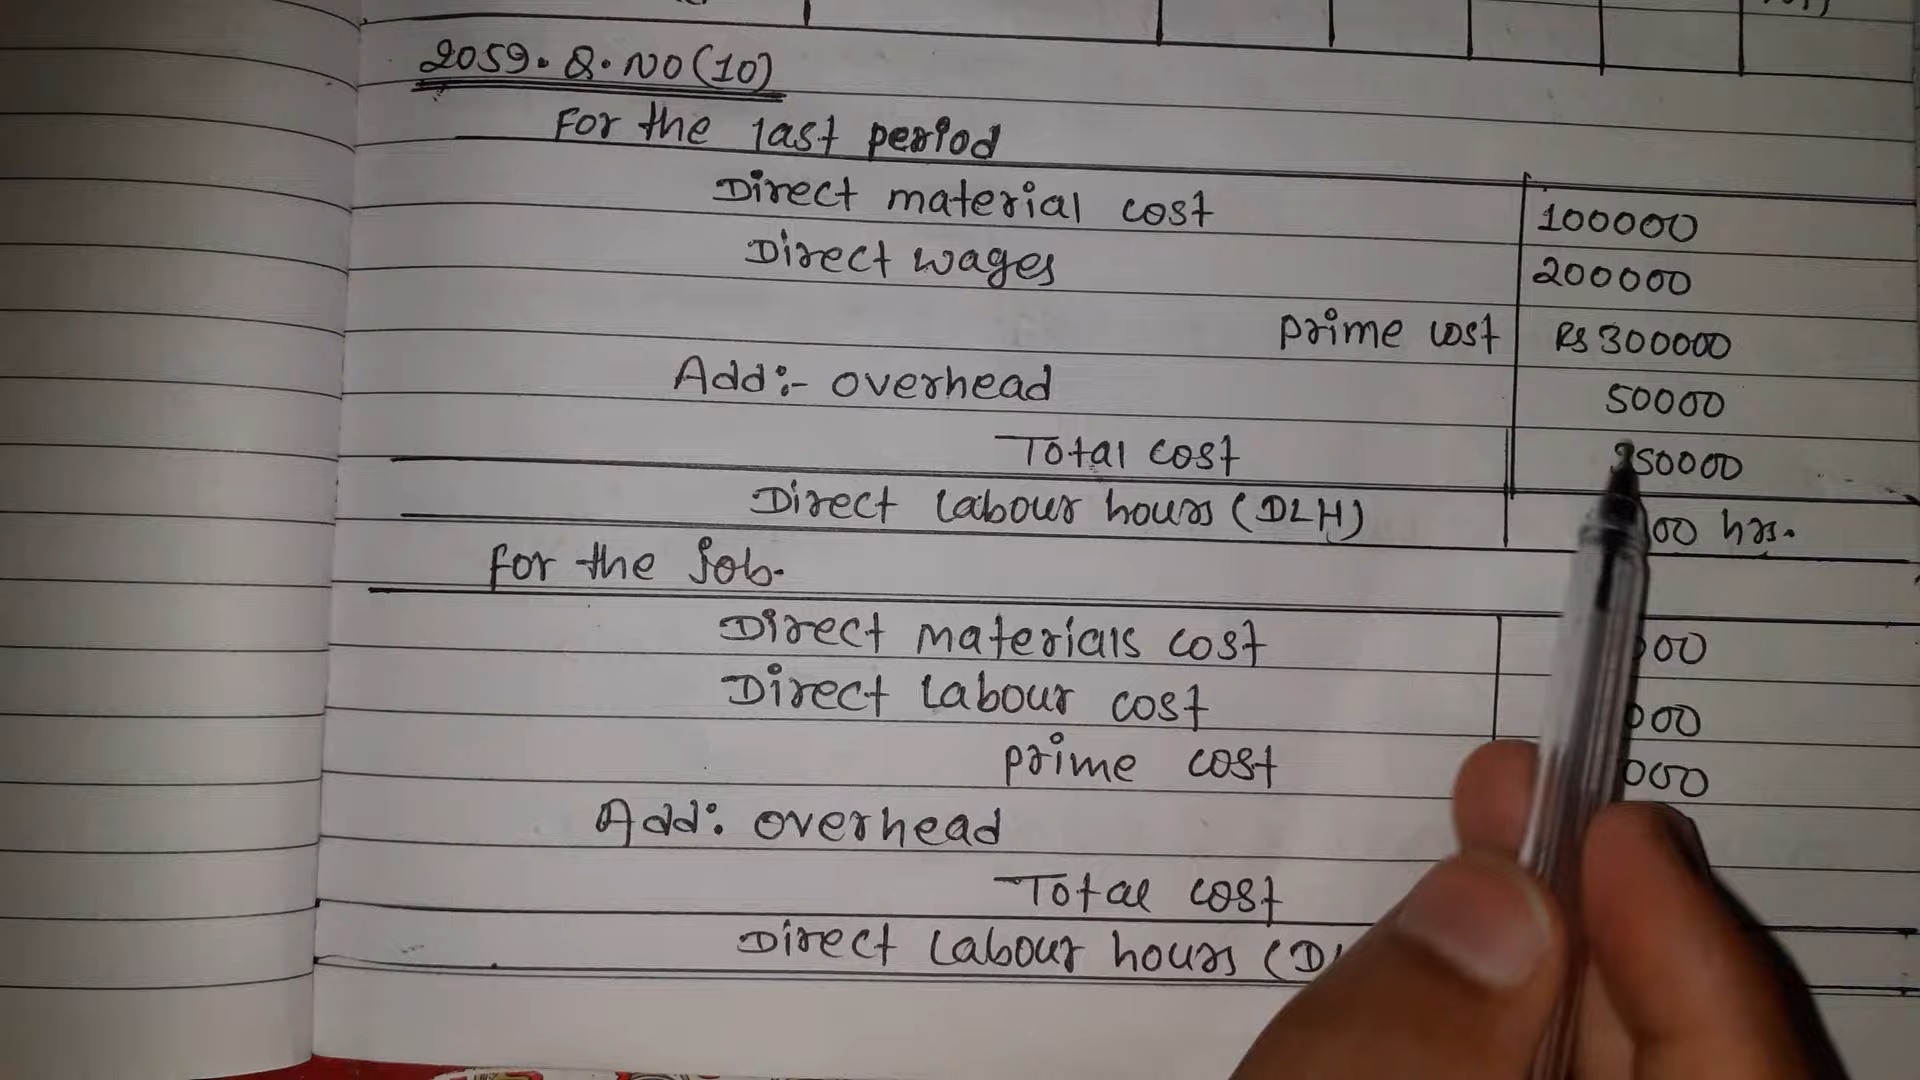 2059. Q. NO(10)
For the last period
Direct material cost 100000
Direct wages 200000
prime cost Rs 300000
Add:- overhead 50000
Total cost 350000
Direct Labour hours (DLH) hrs.
for the Job.
Direct materials cost
Direct Labour cost
prime cost
Add: overhead
Total cost
Direct Labour hours